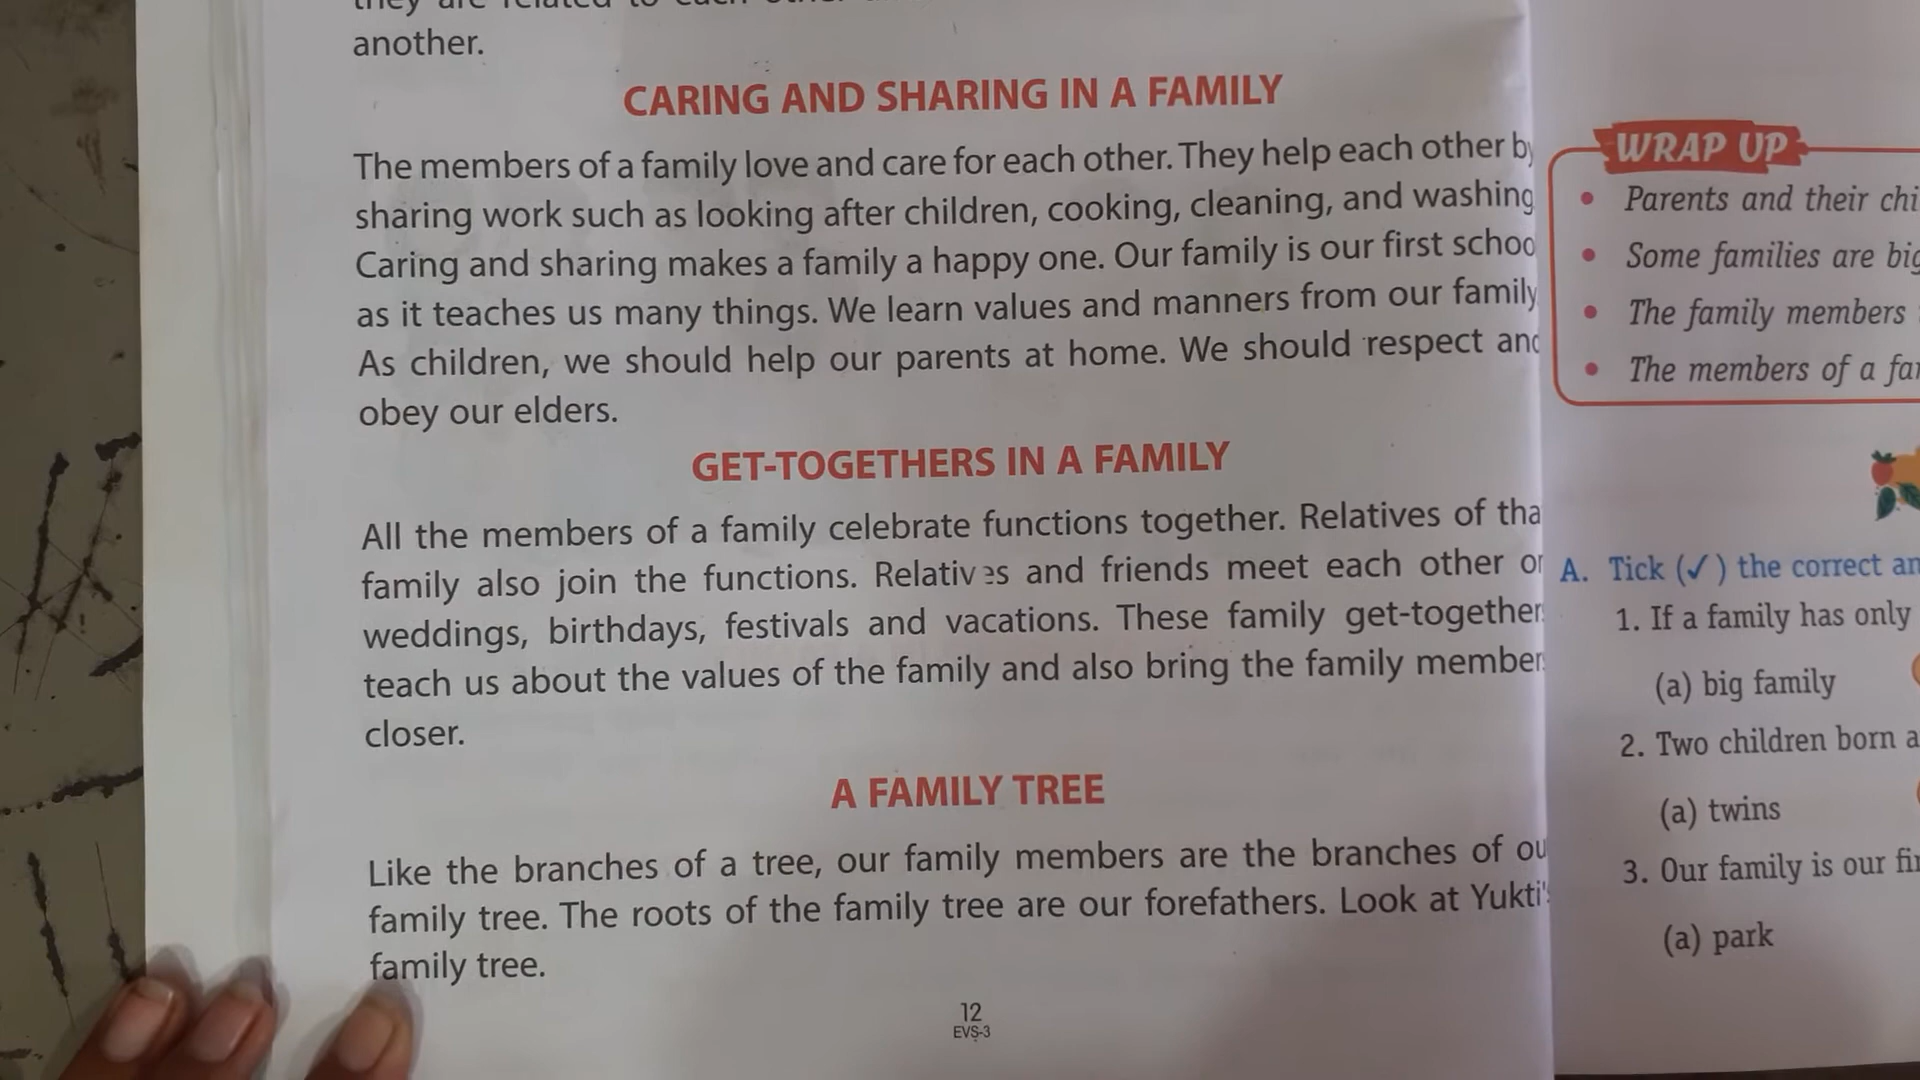 they are related to each other
another.
CARING AND SHARING IN A FAMILY
The members of a family love and care for each other. They help each other by
sharing work such as looking after children, cooking, cleaning, and washing
Caring and sharing makes a family a happy one. Our family is our first schoo
as it teaches us many things. We learn values and manners from our family
As children, we should help our parents at home. We should respect and
obey our elders.
GET-TOGETHERS IN A FAMILY
All the members of a family celebrate functions together. Relatives of tha
family also join the functions. Relatives and friends meet each other on
weddings, birthdays, festivals and vacations. These family get-together
teach us about the values of the family and also bring the family member
closer.
A FAMILY TREE
Like the branches of a tree, our family members are the branches of ou
family tree. The roots of the family tree are our forefathers. Look at Yukti's
family tree.
12
EVS-3
WRAP UP
• Parents and their chi
• Some families are big
• The family members
• The members of a fa
A. Tick (✓) the correct an
1. If a family has only
(a) big family
2. Two children born a
(a) twins
3. Our family is our fir
(a) park